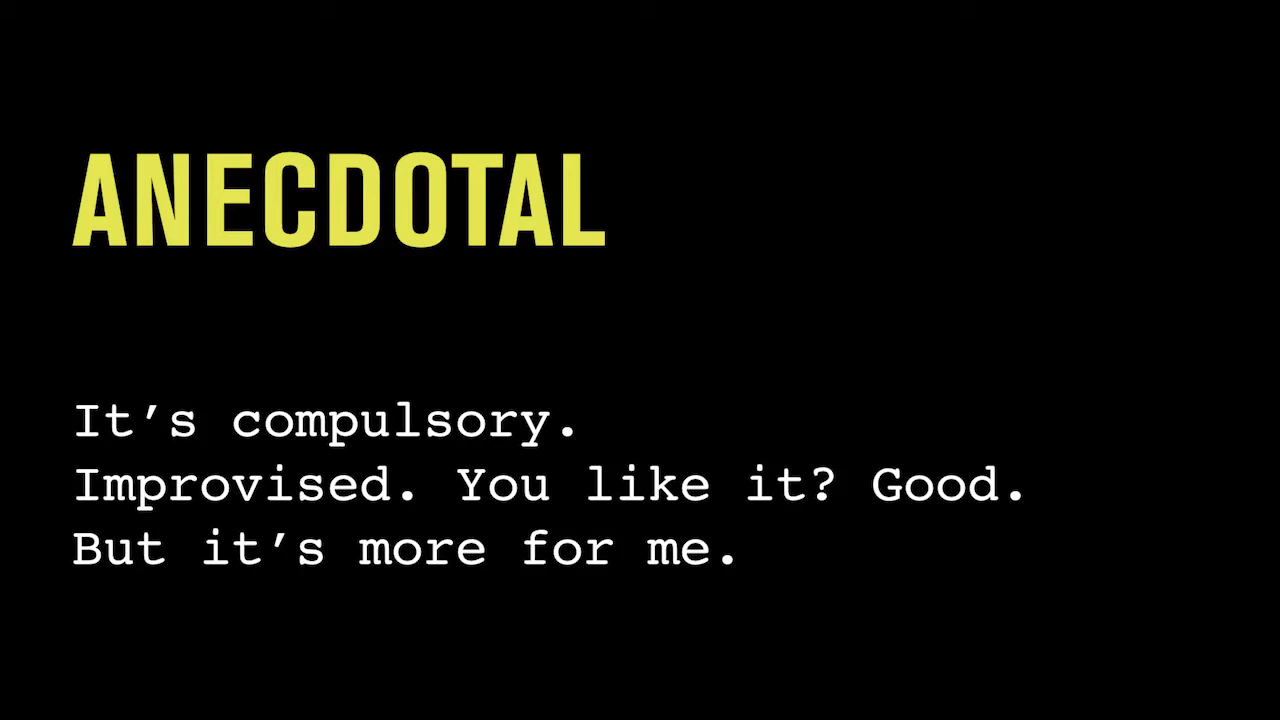 ANECDOTAL
It’s compulsory.
Improvised. You like it? Good.
But it’s more for me.